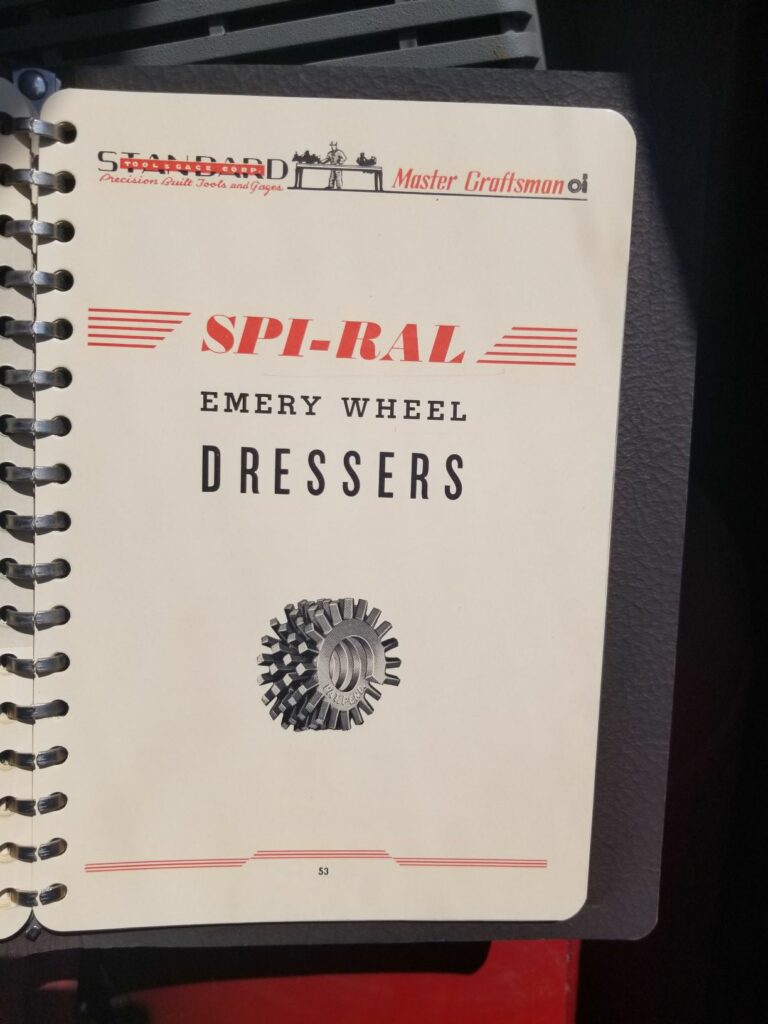 STANDARD
TOOL & GAGE CORP.
Precision Built Tools and Gages
Master Craftsman
SPI-RAL
EMERY WHEEL
DRESSERS
53